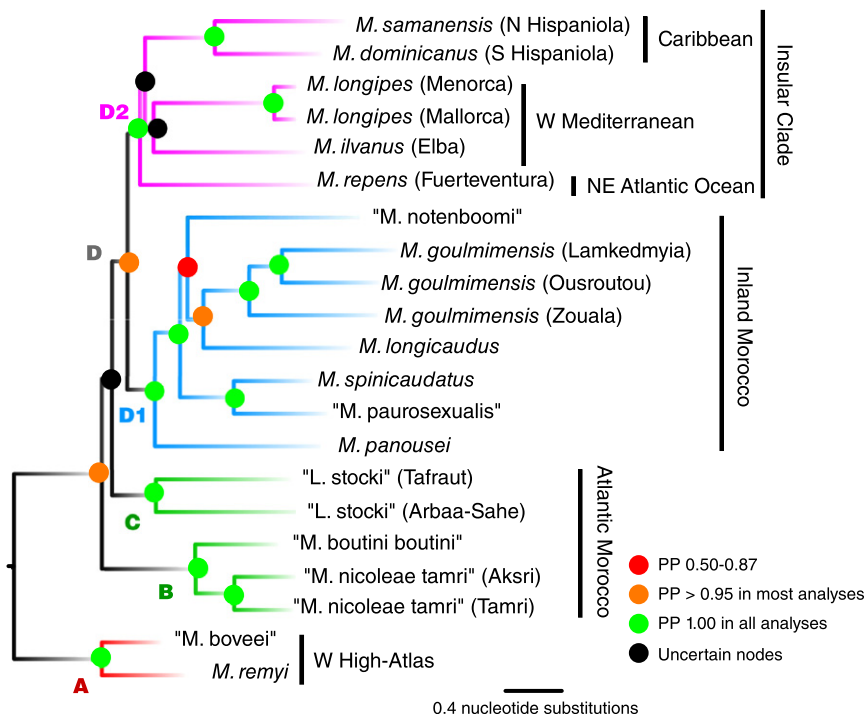 M. samanensis (N Hispaniola)
M. dominicanus (S Hispaniola)
Caribbean
M. longipes (Menorca)
D2
M. longipes (Mallorca)
W Mediterranean
M. ilvanus (Elba)
M. repens (Fuerteventura)
NE Atlantic Ocean
Insular Clade
"M. notenboomi"
D
M. goulmimensis (Lamkedmyia)
M. goulmimensis (Ousroutou)
M. goulmimensis (Zouala)
M. longicaudus
M. spinicaudatus
D1
"M. paurosexualis"
M. panousei
Inland Morocco
"L. stocki" (Tafraut)
C
"L. stocki" (Arbaa-Sahe)
"M. boutini boutini"
B
"M. nicoleae tamri" (Aksri)
"M. nicoleae tamri" (Tamri)
Atlantic Morocco
"M. boveei"
M. remyi
W High-Atlas
A
PP 0.50-0.87
PP > 0.95 in most analyses
PP 1.00 in all analyses
Uncertain nodes
0.4 nucleotide substitutions